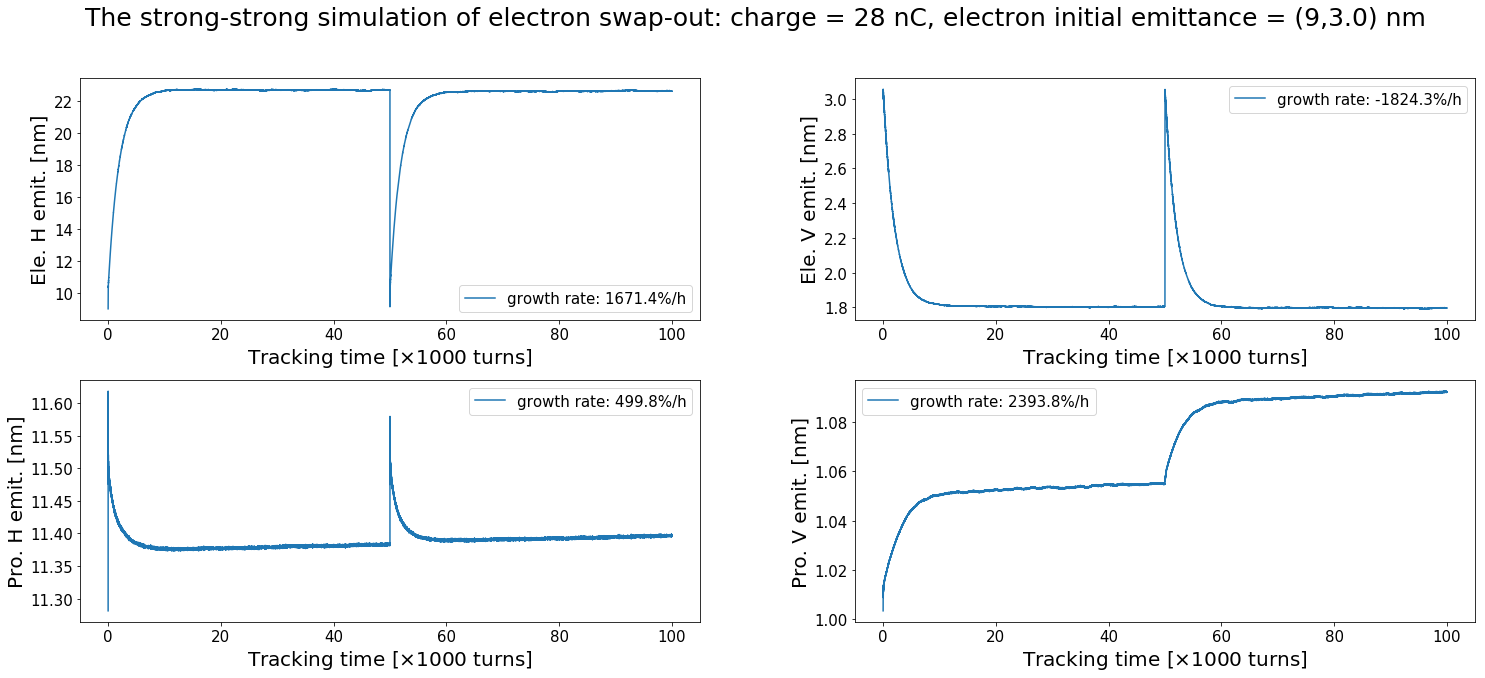 The strong-strong simulation of electron swap-out: charge = 28 nC, electron initial emittance = (9,3.0) nm
Ele. H emit. [nm]
22
20
18
16
14
12
10
growth rate: 1671.4%/h
0 20 40 60 80 100
Tracking time [×1000 turns]
Ele. V emit. [nm]
3.0
2.8
2.6
2.4
2.2
2.0
1.8
growth rate: -1824.3%/h
0 20 40 60 80 100
Tracking time [×1000 turns]
Pro. H emit. [nm]
11.60
11.55
11.50
11.45
11.40
11.35
11.30
growth rate: 499.8%/h
0 20 40 60 80 100
Tracking time [×1000 turns]
Pro. V emit. [nm]
1.08
1.06
1.04
1.02
1.00
growth rate: 2393.8%/h
0 20 40 60 80 100
Tracking time [×1000 turns]